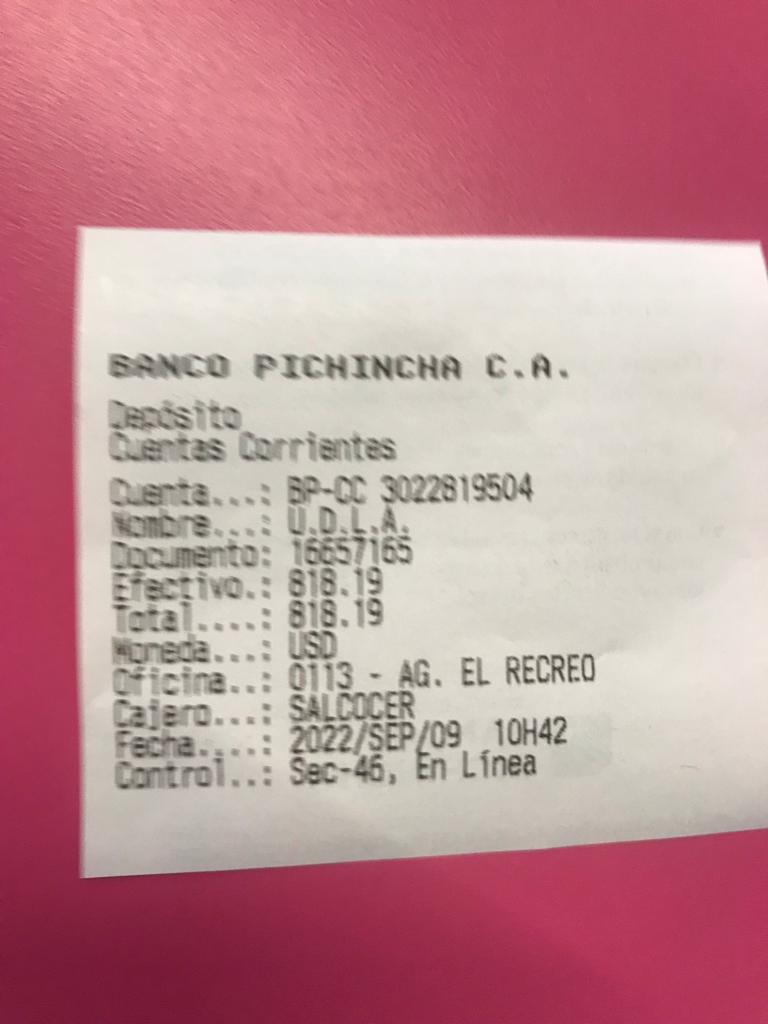 BANCO PICHINCHA C.A.
Depósito
Cuentas Corrientes
Cuenta...: BP-CC 3022819504
Nombre...: U.D.L.A.
Documento: 16657165
Efectivo.: 818.19
Total....: 818.19
Moneda...: USD
Oficina..: 0113 - AG. EL RECREO
Cajero...: SALCOCER
Fecha....: 2022/SEP/09 10H42
Control..: Sec-46, En Línea